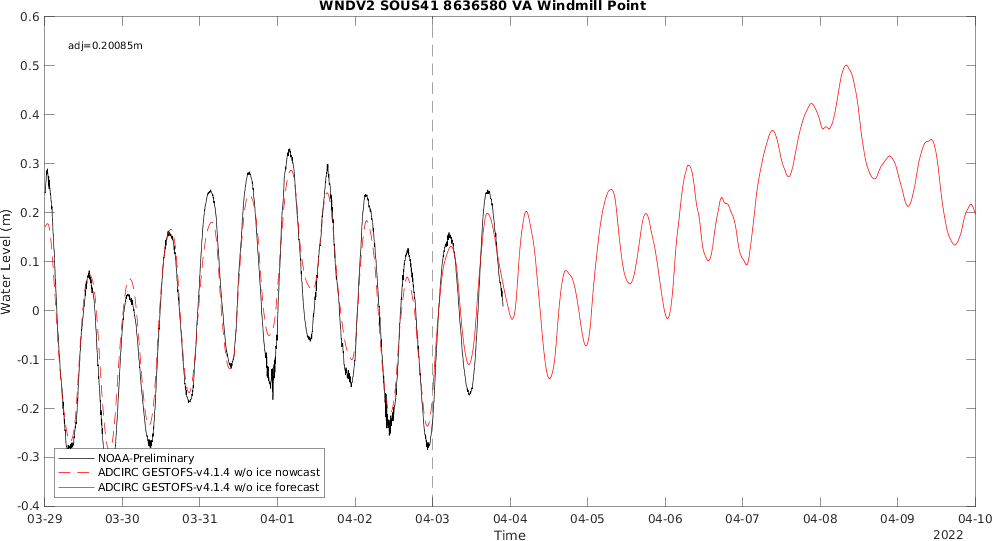 WNDV2 SOUS41 8636580 VA Windmill Point
adj=0.20085m
Water Level (m)
0.6
0.5
0.4
0.3
0.2
0.1
0
-0.1
-0.2
-0.3
-0.4
NOAA-Preliminary
ADCIRC GESTOFS-v4.1.4 w/o ice nowcast
ADCIRC GESTOFS-v4.1.4 w/o ice forecast
03-29 03-30 03-31 04-01 04-02 04-03 04-04 04-05 04-06 04-07 04-08 04-09 04-10
Time
2022